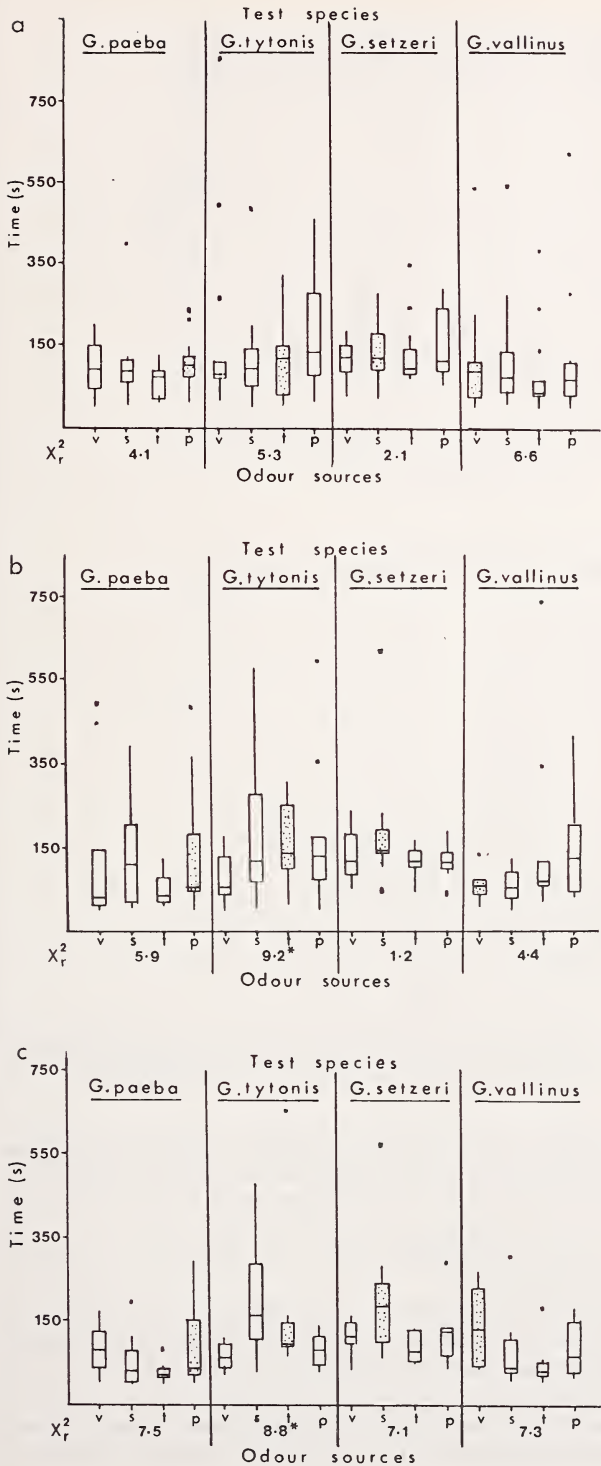 a
Test species
G.paeba G.tytonis G.setzeri G.vallinus
750
550
350
150
Time (s)
v s t p v s t p v s t p v s t p
χ²r 4·1 5·3 2·1 6·6
Odour sources
b
Test species
G.paeba G.tytonis G.setzeri G.vallinus
750
550
350
150
Time (s)
v s t p v s t p v s t p v s t p
χ²r 5·9 9·2* 1·2 4·4
Odour sources
c
Test species
G.paeba G.tytonis G.setzeri G.vallinus
750
550
350
150
Time (s)
v s t p v s t p v s t p v s t p
χ²r 7·5 8·8* 7·1 7·3
Odour sources